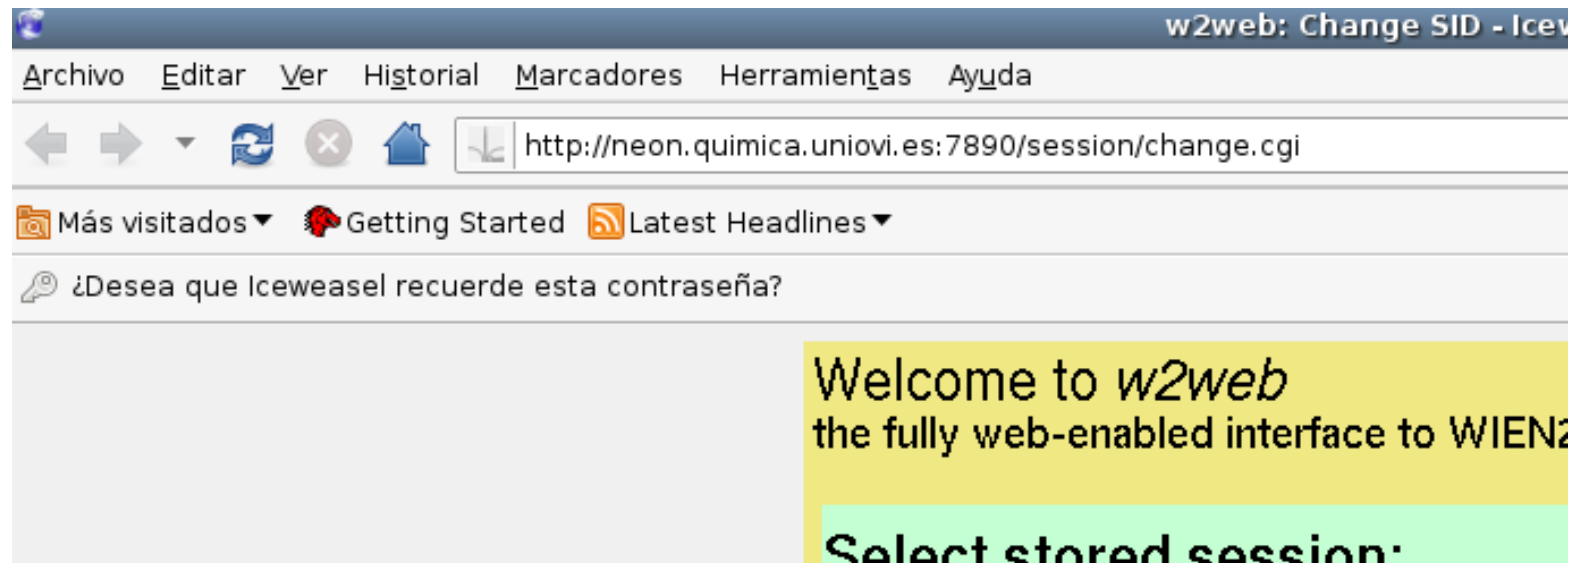 w2web: Change SID - Icew
Archivo Editar Ver Historial Marcadores Herramientas Ayuda
http://neon.quimica.uniovi.es:7890/session/change.cgi
Más visitados Getting Started Latest Headlines
¿Desea que Iceweasel recuerde esta contraseña?
Welcome to w2web
the fully web-enabled interface to WIEN2
Select stored session: